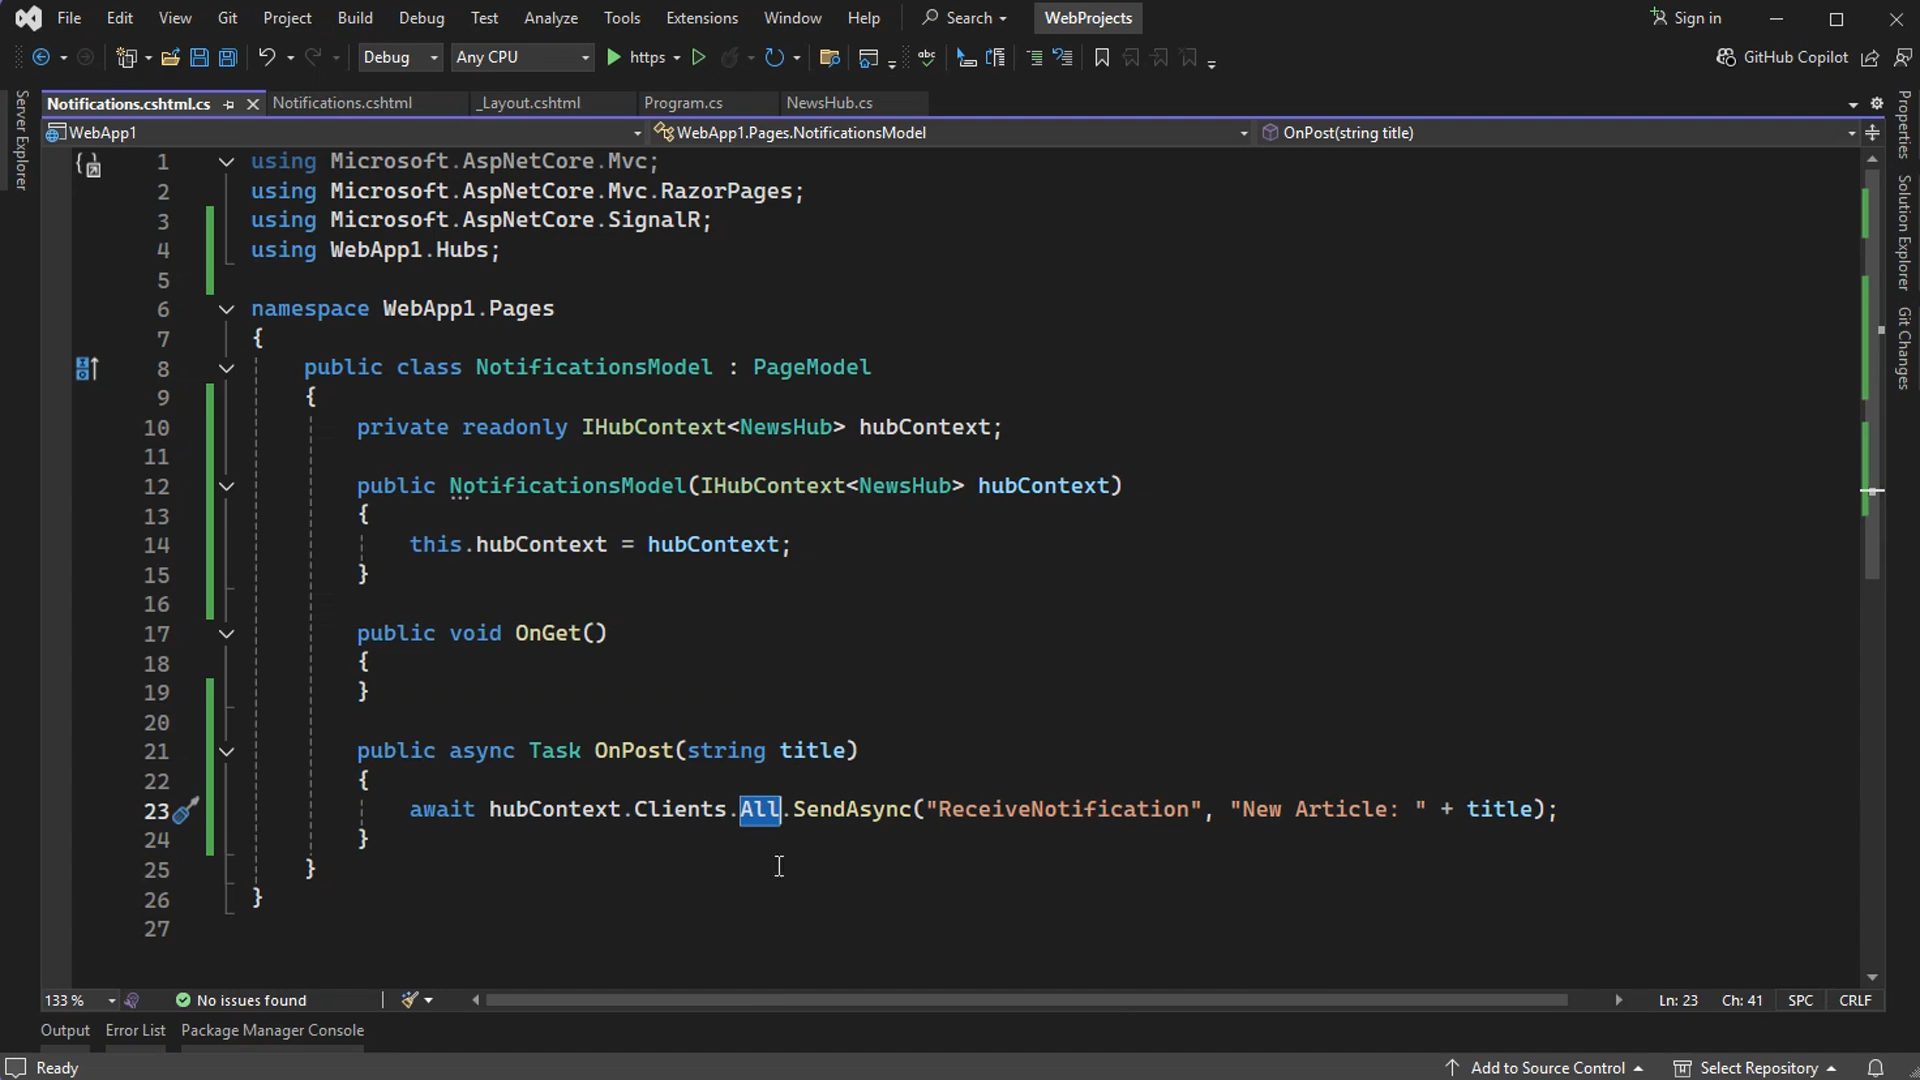 File Edit View Git Project Build Debug Test Analyze Tools Extensions Window Help Search WebProjects Sign in
Debug Any CPU https abc GitHub Copilot
Server Explorer
Notifications.cshtml.cs Notifications.cshtml _Layout.cshtml Program.cs NewsHub.cs
WebApp1 WebApp1.Pages.NotificationsModel OnPost(string title)
1 using Microsoft.AspNetCore.Mvc;
2 using Microsoft.AspNetCore.Mvc.RazorPages;
3 using Microsoft.AspNetCore.SignalR;
4 using WebApp1.Hubs;
5
6 namespace WebApp1.Pages
7 {
8 public class NotificationsModel : PageModel
9 {
10 private readonly IHubContext<NewsHub> hubContext;
11
12 public NotificationsModel(IHubContext<NewsHub> hubContext)
13 {
14 this.hubContext = hubContext;
15 }
16
17 public void OnGet()
18 {
19 }
20
21 public async Task OnPost(string title)
22 {
23 await hubContext.Clients.All.SendAsync("ReceiveNotification", "New Article: " + title);
24 }
25 }
26 }
27
Properties
Solution Explorer
Git Changes
133 % No issues found Ln: 23 Ch: 41 SPC CRLF
Output Error List Package Manager Console
Ready Add to Source Control Select Repository